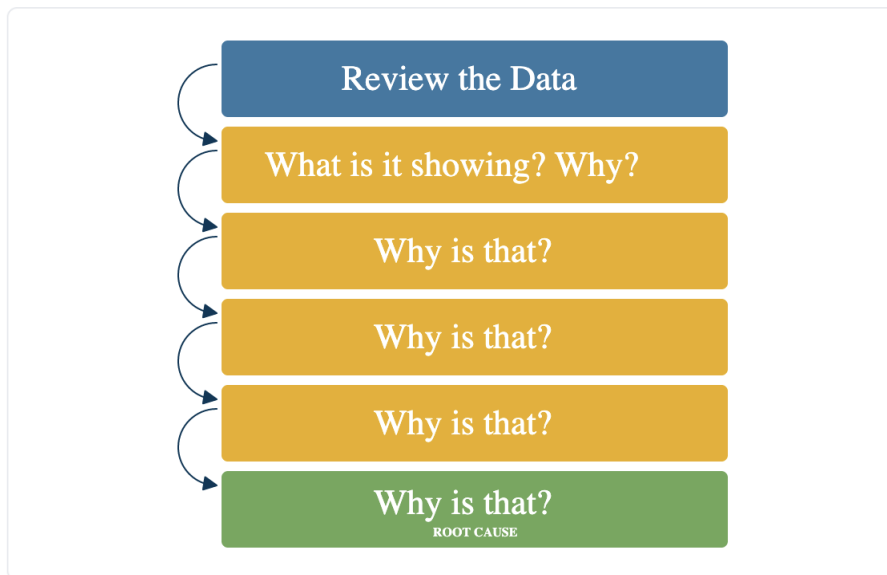 Review the Data
What is it showing? Why?
Why is that?
Why is that?
Why is that?
Why is that?
ROOT CAUSE